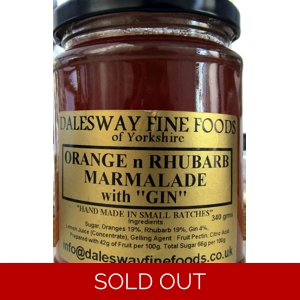 DALESWAY FINE FOODS
of Yorkshire
ORANGE n RHUBARB
MARMALADE
with "GIN"
"HAND MADE IN SMALL BATCHES"
340 grms
Ingredients.
Sugar, Oranges 19%, Rhubarb 19%, Gin 4%,
Lemon Juice (Concentrate), Gelling Agent : Fruit Pectin, Citric Acid.
Prepared with 42g of Fruit per 100g. Total Sugar 66g per 100g
info@daleswayfinefoods.co.uk
SOLD OUT